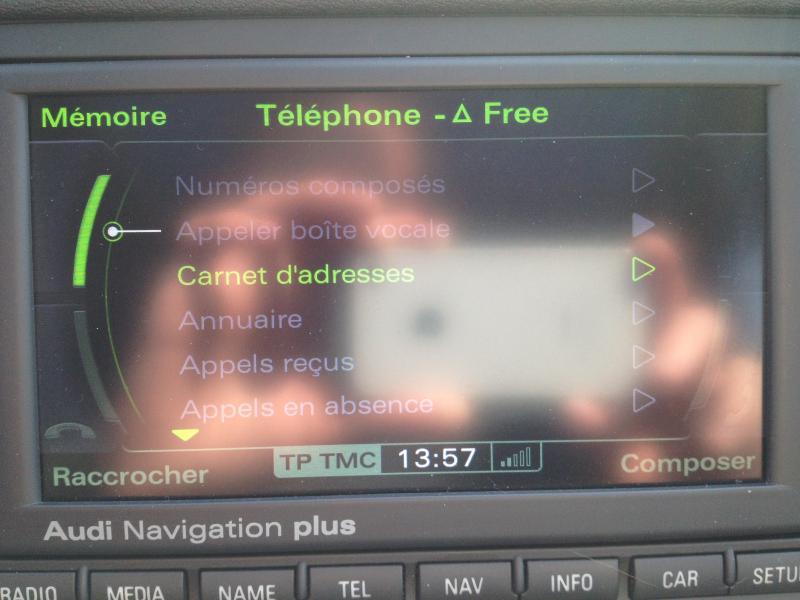 Mémoire
Téléphone - Δ Free
Numéros composés
Appeler boîte vocale
Carnet d'adresses
Annuaire
Appels reçus
Appels en absence
Raccrocher
TP TMC 13:57
Composer
Audi Navigation plus
RADIO MEDIA NAME TEL NAV INFO CAR SETU